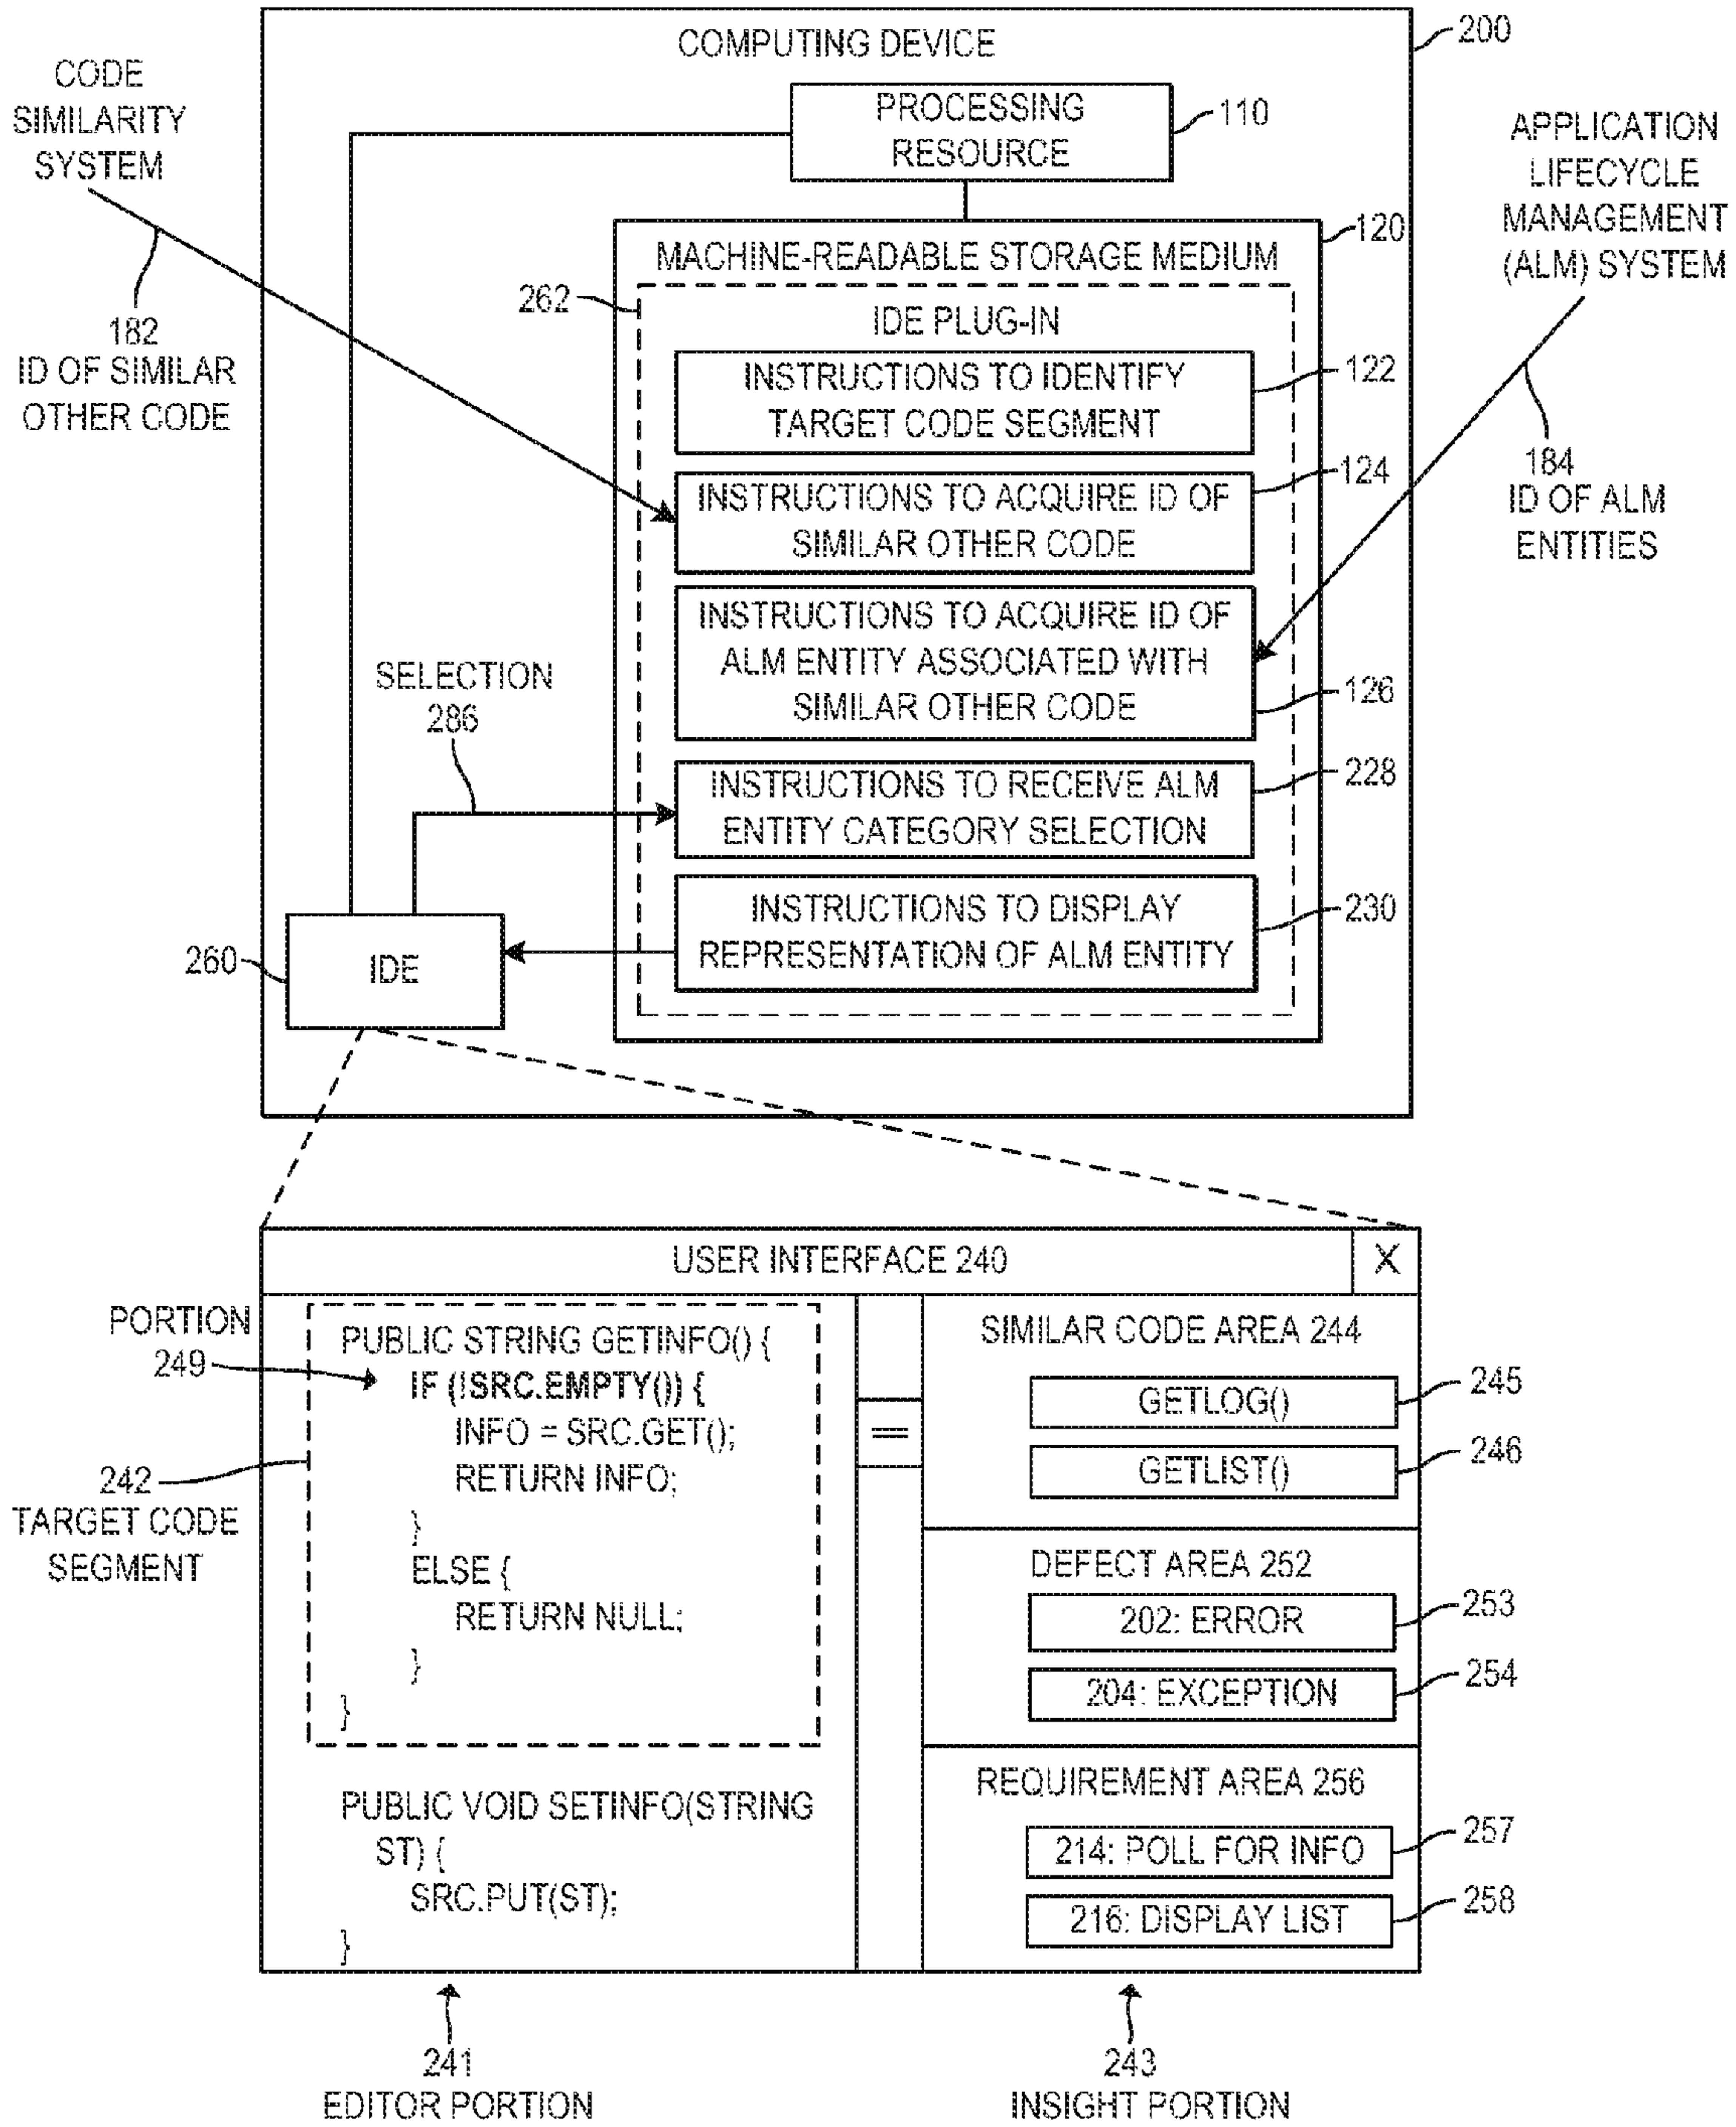 COMPUTING DEVICE
200
CODE
SIMILARITY
SYSTEM
PROCESSING
RESOURCE
110
APPLICATION
LIFECYCLE
MANAGEMENT
(ALM) SYSTEM
120
MACHINE-READABLE STORAGE MEDIUM
262
IDE PLUG-IN
182
ID OF SIMILAR
OTHER CODE
INSTRUCTIONS TO IDENTIFY
TARGET CODE SEGMENT
122
184
ID OF ALM
ENTITIES
INSTRUCTIONS TO ACQUIRE ID OF
SIMILAR OTHER CODE
124
INSTRUCTIONS TO ACQUIRE ID OF
ALM ENTITY ASSOCIATED WITH
SIMILAR OTHER CODE
126
SELECTION
286
INSTRUCTIONS TO RECEIVE ALM
ENTITY CATEGORY SELECTION
228
INSTRUCTIONS TO DISPLAY
REPRESENTATION OF ALM ENTITY
230
260
IDE
USER INTERFACE 240
X
PORTION
249
242
TARGET CODE
SEGMENT
PUBLIC STRING GETINFO() {
IF (!SRC.EMPTY()) {
INFO = SRC.GET();
RETURN INFO;
}
ELSE {
RETURN NULL;
}
}
PUBLIC VOID SETINFO(STRING
ST) {
SRC.PUT(ST);
}
SIMILAR CODE AREA 244
GETLOG()
245
GETLIST()
246
DEFECT AREA 252
202: ERROR
253
204: EXCEPTION
254
REQUIREMENT AREA 256
214: POLL FOR INFO
257
216: DISPLAY LIST
258
241
EDITOR PORTION
243
INSIGHT PORTION